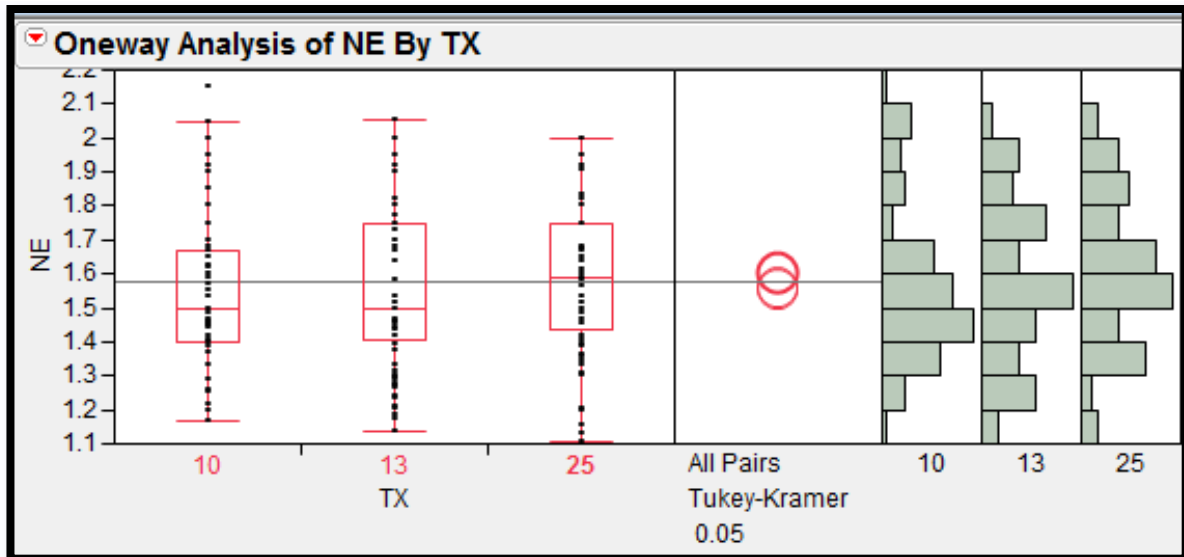 Oneway Analysis of NE By TX
2.2
2.1
2
1.9
1.8
1.7
1.6
1.5
1.4
1.3
1.2
1.1
NE
10 13 25
TX
All Pairs
Tukey-Kramer
0.05
10 13 25